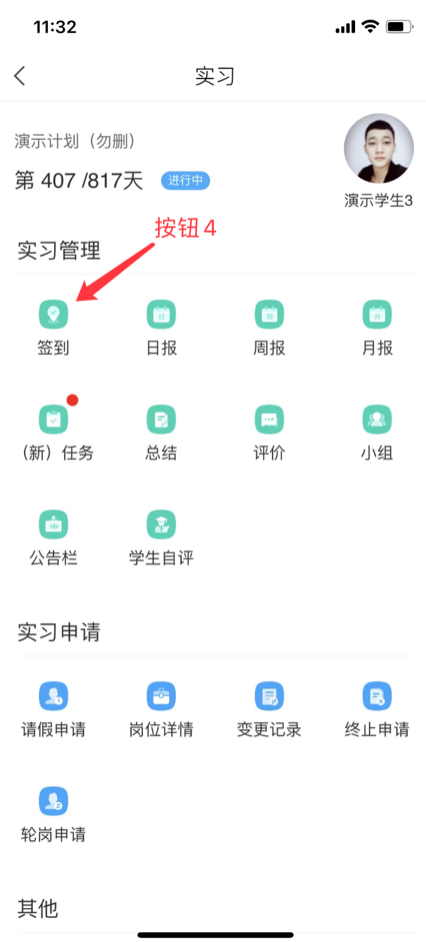 11:32
实习
演示计划（勿删）
第 407 /817天 进行中
演示学生3
按钮4
实习管理
签到 日报 周报 月报
（新）任务 总结 评价 小组
公告栏 学生自评
实习申请
请假申请 岗位详情 变更记录 终止申请
轮岗申请
其他